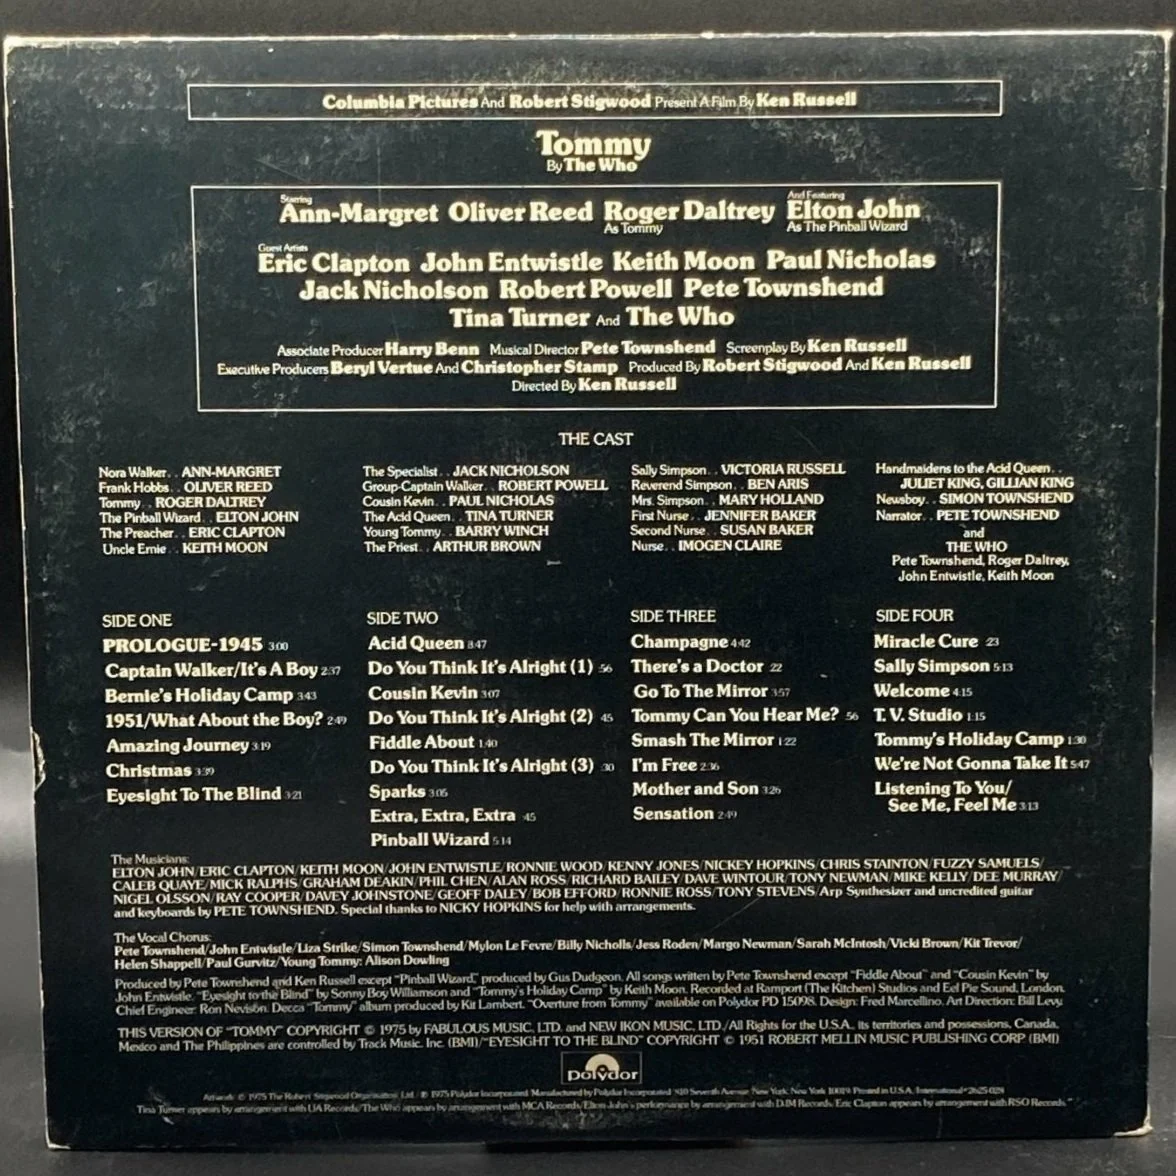 Columbia Pictures And Robert Stigwood Present A Film By Ken Russell
Tommy
By The Who
Starring
Ann-Margret Oliver Reed Roger Daltrey
As Tommy
And Featuring
Elton John
As The Pinball Wizard
Guest Artists
Eric Clapton John Entwistle Keith Moon Paul Nicholas
Jack Nicholson Robert Powell Pete Townshend
Tina Turner And The Who
Associate Producer Harry Benn Musical Director Pete Townshend Screenplay By Ken Russell
Executive Producers Beryl Vertue And Christopher Stamp Produced By Robert Stigwood And Ken Russell
Directed By Ken Russell
THE CAST
Nora Walker . . ANN-MARGRET
Frank Hobbs . . OLIVER REED
Tommy . . ROGER DALTREY
The Pinball Wizard . . ELTON JOHN
The Preacher . . ERIC CLAPTON
Uncle Ernie . . KEITH MOON
The Specialist . . JACK NICHOLSON
Group-Captain Walker . . ROBERT POWELL
Cousin Kevin . . PAUL NICHOLAS
The Acid Queen . . TINA TURNER
Young Tommy . . BARRY WINCH
The Priest . . ARTHUR BROWN
Sally Simpson . . VICTORIA RUSSELL
Reverend Simpson . . BEN ARIS
Mrs. Simpson . . MARY HOLLAND
First Nurse . . JENNIFER BAKER
Second Nurse . . SUSAN BAKER
Nurse . . IMOGEN CLAIRE
Handmaidens to the Acid Queen . .
JULIET KING, GILLIAN KING
Newsboy . . SIMON TOWNSHEND
Narrator . . PETE TOWNSHEND
and
THE WHO
Pete Townshend, Roger Daltrey,
John Entwistle, Keith Moon
SIDE ONE
PROLOGUE-1945 3:00
Captain Walker/It's A Boy 2:37
Bernie's Holiday Camp 3:43
1951/What About the Boy? 2:49
Amazing Journey 3:19
Christmas 3:39
Eyesight To The Blind 3:21
SIDE TWO
Acid Queen 3:47
Do You Think It's Alright (1) :56
Cousin Kevin 3:07
Do You Think It's Alright (2) :45
Fiddle About 1:40
Do You Think It's Alright (3) :30
Sparks 3:05
Extra, Extra, Extra :45
Pinball Wizard 5:14
SIDE THREE
Champagne 4:42
There's a Doctor :22
Go To The Mirror 3:57
Tommy Can You Hear Me? :56
Smash The Mirror 1:22
I'm Free 2:36
Mother and Son 3:26
Sensation 2:49
SIDE FOUR
Miracle Cure :23
Sally Simpson 5:13
Welcome 4:15
T.V. Studio 1:15
Tommy's Holiday Camp 1:30
We're Not Gonna Take It 5:47
Listening To You/
See Me, Feel Me 3:13
The Musicians:
ELTON JOHN/ERIC CLAPTON/KEITH MOON/JOHN ENTWISTLE/RONNIE WOOD/KENNY JONES/NICKEY HOPKINS/CHRIS STAINTON/FUZZY SAMUELS/
CALEB QUAYE/MICK RALPHS/GRAHAM DEAKIN/PHIL CHEN/ALAN ROSS/RICHARD BAILEY/DAVE WINTOUR/TONY NEWMAN/MIKE KELLY/DEE MURRAY/
NIGEL OLSSON/RAY COOPER/DAVEY JOHNSTONE/GEOFF DALEY/BOB EFFORD/RONNIE ROSS/TONY STEVENS/Arp Synthesizer and uncredited guitar
and keyboards by PETE TOWNSHEND. Special thanks to NICKY HOPKINS for help with arrangements.
The Vocal Chorus:
Pete Townshend/John Entwistle/Liza Strike/Simon Townshend/Mylon Le Fevre/Billy Nicholls/Jess Roden/Margo Newman/Sarah McIntosh/Vicki Brown/Kit Trevor/
Helen Shappell/Paul Gurvitz/Young Tommy: Alison Dowling
Produced by Pete Townshend and Ken Russell except "Pinball Wizard," produced by Gus Dudgeon. All songs written by Pete Townshend except "Fiddle About" and "Cousin Kevin" by
John Entwistle. "Eyesight to the Blind" by Sonny Boy Williamson and "Tommy's Holiday Camp" by Keith Moon. Recorded at Ramport (The Kitchen) Studios and Eel Pie Sound, London.
Chief Engineer: Ron Nevison. Decca "Tommy" album produced by Kit Lambert. "Overture from Tommy" available on Polydor PD 15098. Design: Fred Marcellino. Art Direction: Bill Levy.
THIS VERSION OF "TOMMY" COPYRIGHT © 1975 by FABULOUS MUSIC, LTD. and NEW IKON MUSIC, LTD./All Rights for the U.S.A., its territories and possessions, Canada,
Mexico and The Philippines are controlled by Track Music, Inc. (BMI)/"EYESIGHT TO THE BLIND" COPYRIGHT © 1951 ROBERT MELLIN MUSIC PUBLISHING CORP (BMI)
polydor
Artwork © 1975 The Robert Stigwood Organisation Ltd./℗ 1975 Polydor Incorporated. Manufactured by Polydor Incorporated/810 Seventh Avenue/New York, New York 10019/Printed in U.S.A. International #2625 028
Tina Turner appears by arrangement with UA Records/The Who appears by arrangement with MCA Records/Elton John's performance by arrangement with DJM Records. Eric Clapton appears by arrangement with RSO Records.